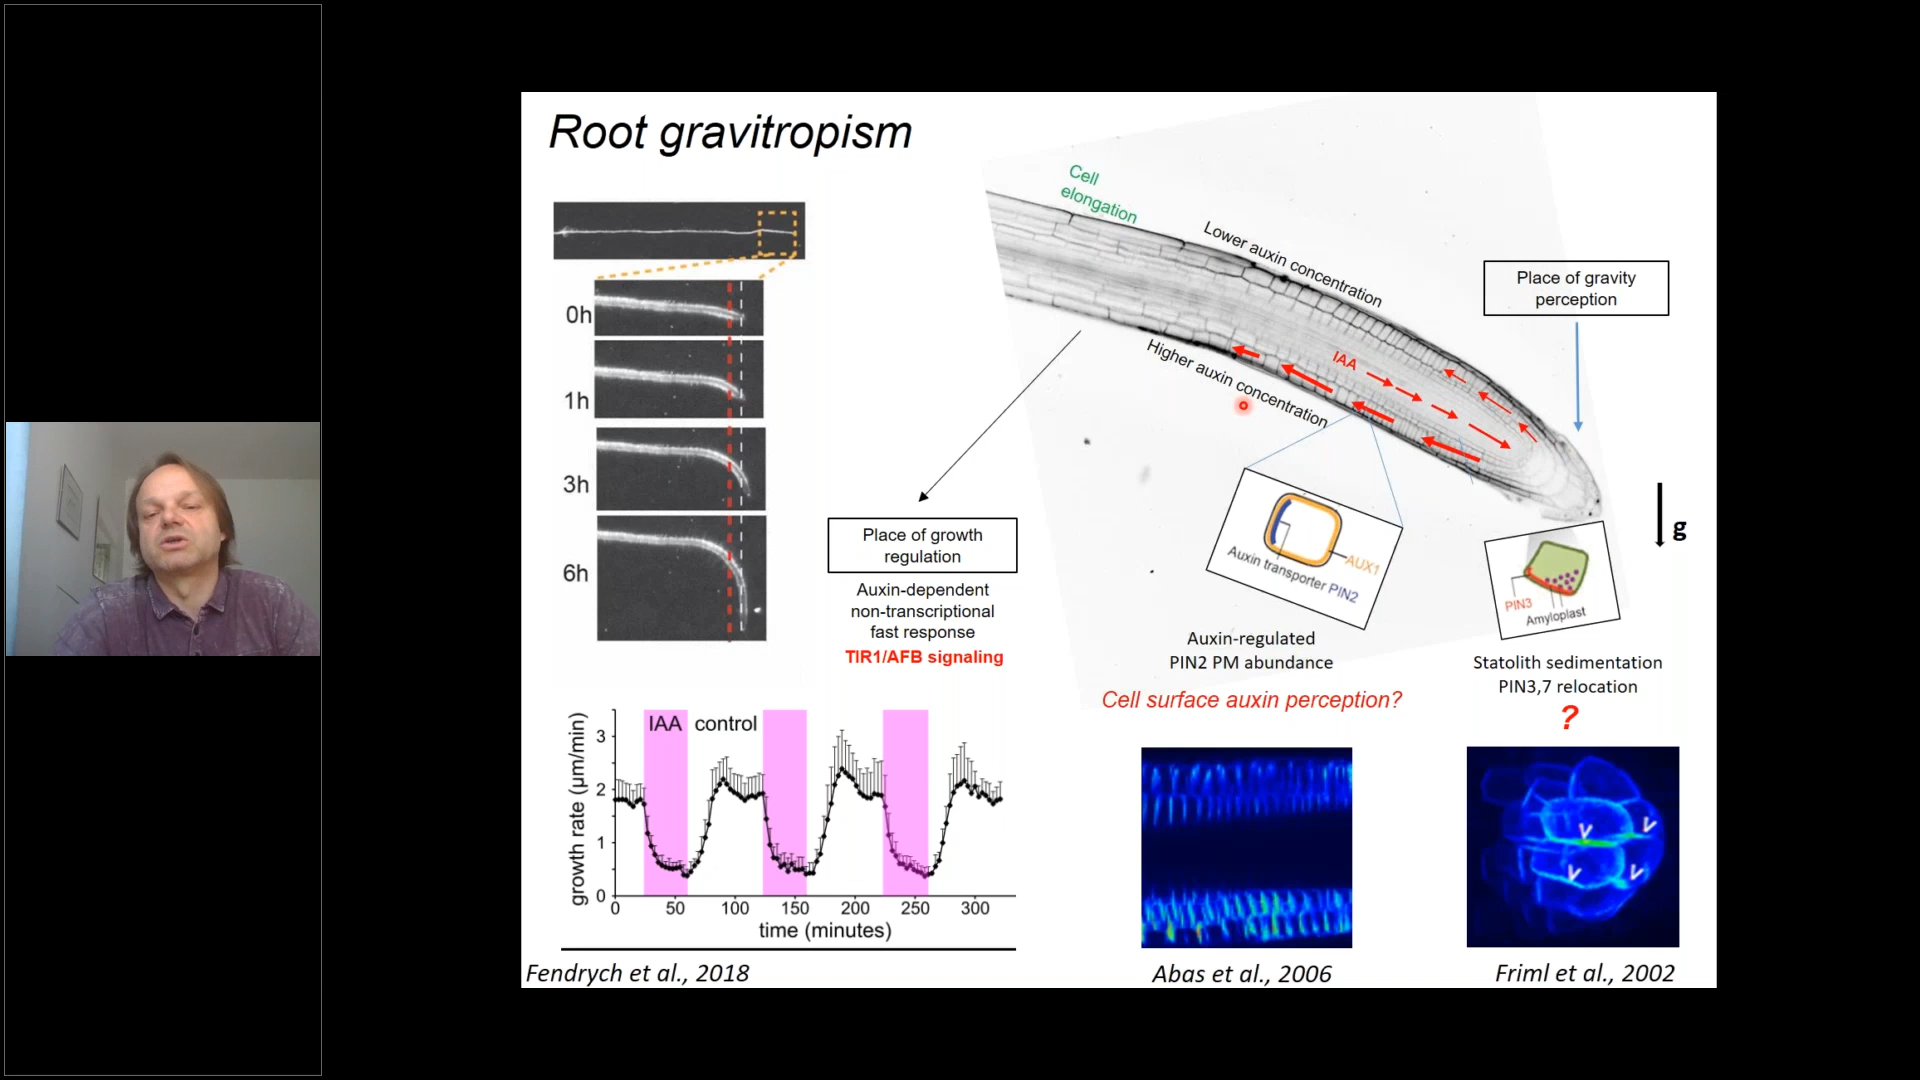 Root gravitropism
0h
1h
3h
6h
Cell
elongation
Lower auxin concentration
Higher auxin concentration
IAA
Place of gravity
perception
g
Place of growth
regulation
Auxin-dependent
non-transcriptional
fast response
TIR1/AFB signaling
AUX1
Auxin transporter PIN2
Auxin-regulated
PIN2 PM abundance
Cell surface auxin perception?
PIN3
Amyloplast
Statolith sedimentation
PIN3,7 relocation
?
IAA control
growth rate (µm/min)
3
2
1
0
0 50 100 150 200 250 300
time (minutes)
Fendrych et al., 2018
Abas et al., 2006
Friml et al., 2002